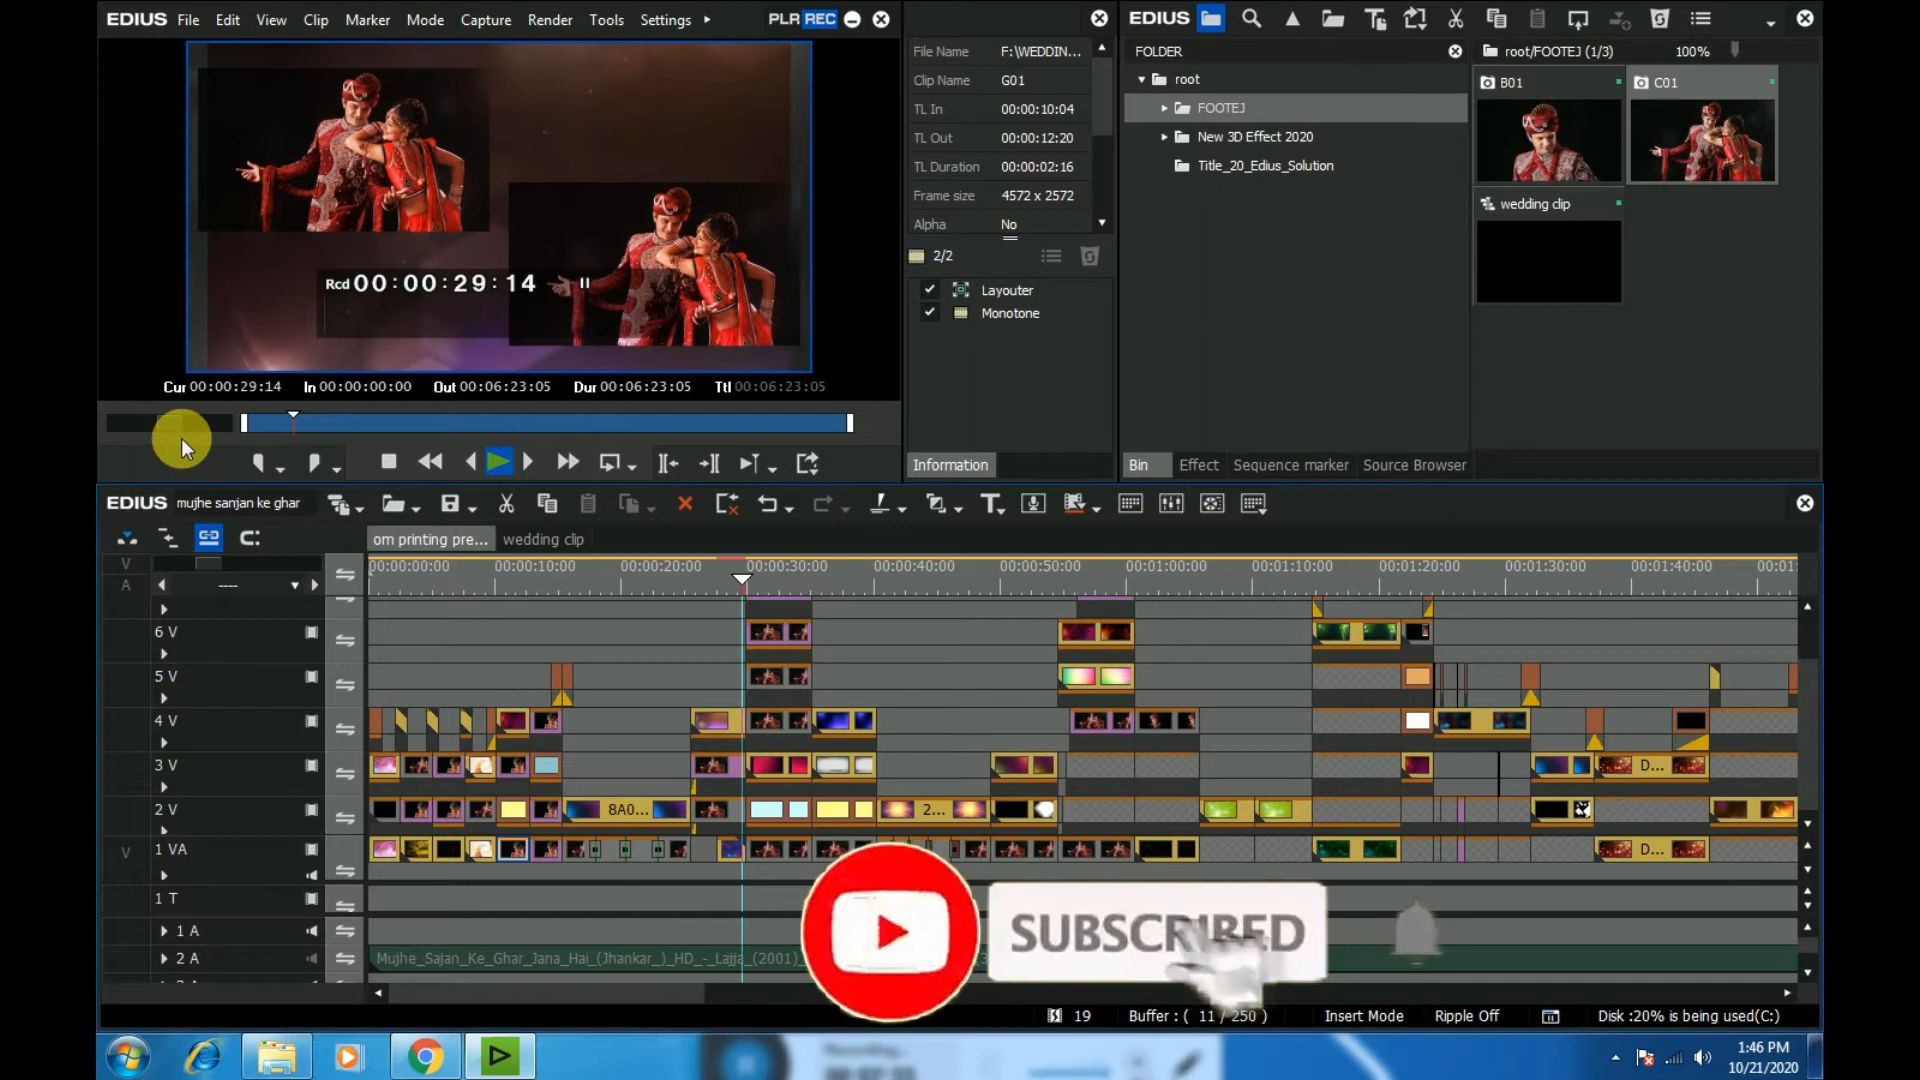 EDIUS File Edit View Clip Marker Mode Capture Render Tools Settings PLR REC
Rcd 00:00:29:14
Cur 00:00:29:14 In 00:00:00:00 Out 00:06:23:05 Dur 00:06:23:05 Ttl 00:06:23:05
File Name F:\WEDDIN...
Clip Name G01
TL In 00:00:10:04
TL Out 00:00:12:20
TL Duration 00:00:02:16
Frame size 4572 x 2572
Alpha No
2/2
Layouter
Monotone
Information
EDIUS
FOLDER
root
FOOTEJ
New 3D Effect 2020
Title_20_Edius_Solution
root/FOOTEJ (1/3) 100%
B01
C01
wedding clip
Bin Effect Sequence marker Source Browser
EDIUS mujhe sanjan ke ghar
om printing pre... wedding clip
V
A
----
00:00:00:00 00:00:10:00 00:00:20:00 00:00:30:00 00:00:40:00 00:00:50:00 00:01:00:00 00:01:10:00 00:01:20:00 00:01:30:00 00:01:40:00 00:01:
6 V
5 V
4 V
3 V D...
2 V 8A0... 2...
V 1 VA D...
1 T
1 A
2 A Mujhe_Sajan_Ke_Ghar_Jana_Hai_(Jhankar_)_HD_-_Lajja_(2001)_
SUBSCRIBED
19 Buffer : ( 11 / 250 ) Insert Mode Ripple Off Disk :20% is being used(C:)
1:46 PM
10/21/2020